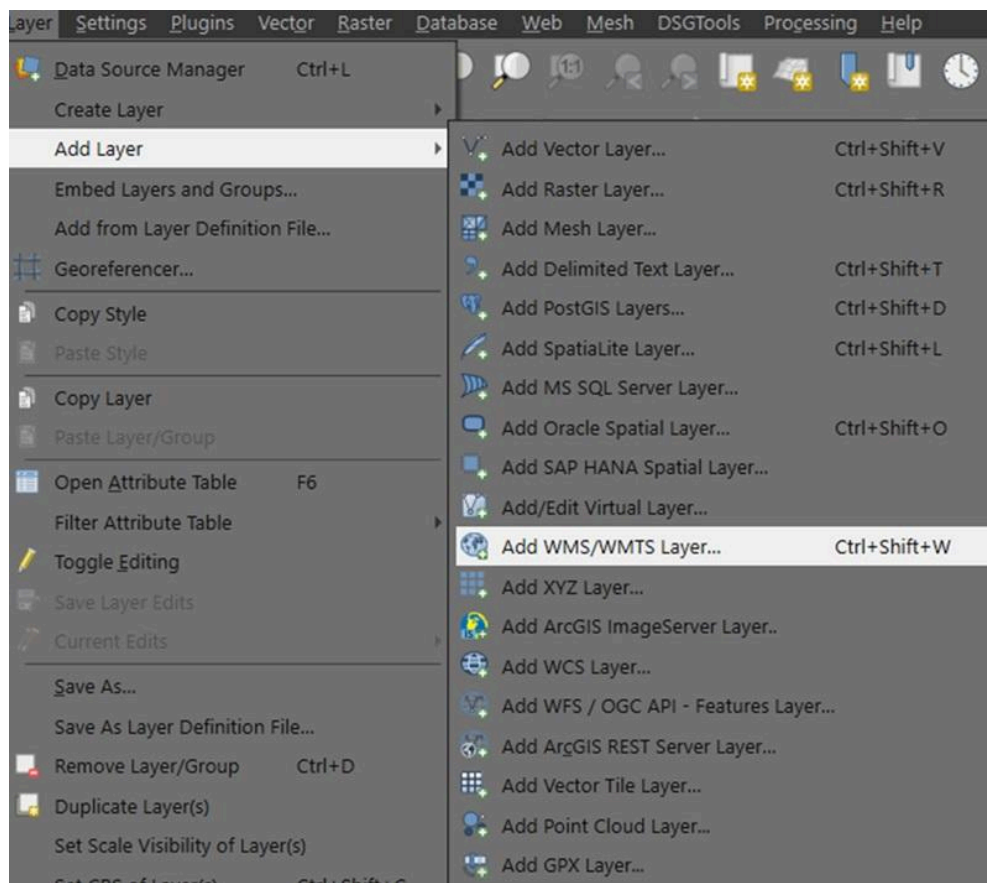 Layer Settings Plugins Vector Raster Database Web Mesh DSGTools Processing Help
1:1
Data Source Manager Ctrl+L
Create Layer
Add Layer
Embed Layers and Groups...
Add from Layer Definition File...
Georeferencer...
Copy Style
Paste Style
Copy Layer
Paste Layer/Group
Open Attribute Table F6
Filter Attribute Table
Toggle Editing
Save Layer Edits
Current Edits
Save As...
Save As Layer Definition File...
Remove Layer/Group Ctrl+D
Duplicate Layer(s)
Set Scale Visibility of Layer(s)
Set CRS of Layer(s) Ctrl+Shift+C
Add Vector Layer... Ctrl+Shift+V
Add Raster Layer... Ctrl+Shift+R
Add Mesh Layer...
Add Delimited Text Layer... Ctrl+Shift+T
Add PostGIS Layers... Ctrl+Shift+D
Add SpatiaLite Layer... Ctrl+Shift+L
Add MS SQL Server Layer...
Add Oracle Spatial Layer... Ctrl+Shift+O
Add SAP HANA Spatial Layer...
Add/Edit Virtual Layer...
Add WMS/WMTS Layer... Ctrl+Shift+W
Add XYZ Layer...
Add ArcGIS ImageServer Layer..
Add WCS Layer...
Add WFS / OGC API - Features Layer...
Add ArcGIS REST Server Layer...
Add Vector Tile Layer...
Add Point Cloud Layer...
Add GPX Layer...